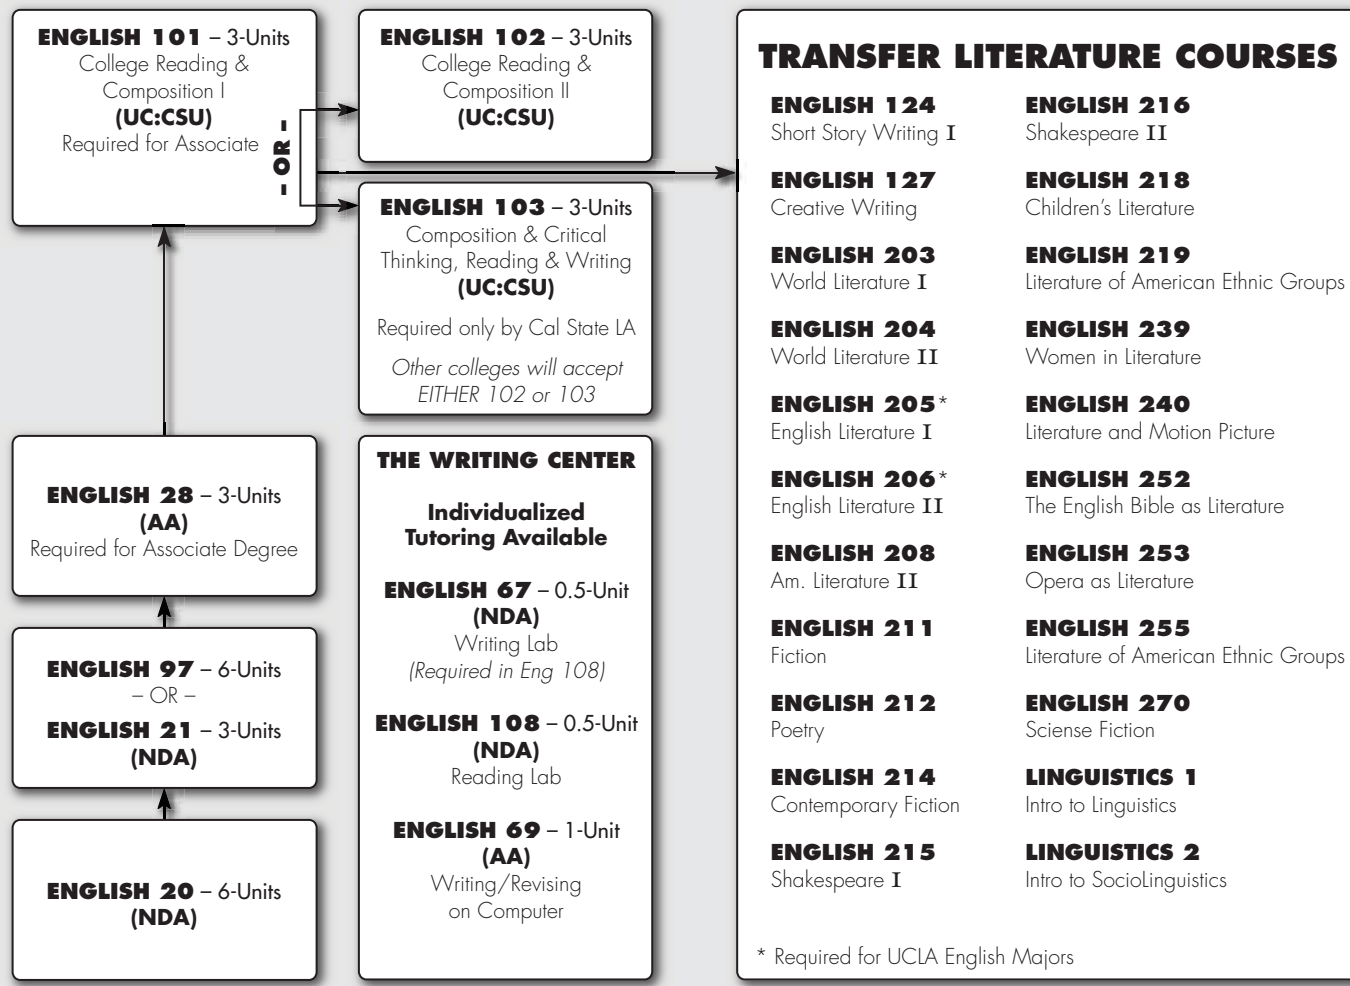 ENGLISH 101 – 3-Units
College Reading &
Composition I
(UC:CSU)
Required for Associate
– OR –
ENGLISH 102 – 3-Units
College Reading &
Composition II
(UC:CSU)
ENGLISH 103 – 3-Units
Composition & Critical
Thinking, Reading & Writing
(UC:CSU)
Required only by Cal State LA
Other colleges will accept
EITHER 102 or 103
ENGLISH 28 – 3-Units
(AA)
Required for Associate Degree
ENGLISH 97 – 6-Units
– OR –
ENGLISH 21 – 3-Units
(NDA)
ENGLISH 20 – 6-Units
(NDA)
THE WRITING CENTER
Individualized
Tutoring Available
ENGLISH 67 – 0.5-Unit
(NDA)
Writing Lab
(Required in Eng 108)
ENGLISH 108 – 0.5-Unit
(NDA)
Reading Lab
ENGLISH 69 – 1-Unit
(AA)
Writing/Revising
on Computer
TRANSFER LITERATURE COURSES
ENGLISH 124
Short Story Writing I
ENGLISH 127
Creative Writing
ENGLISH 203
World Literature I
ENGLISH 204
World Literature II
ENGLISH 205*
English Literature I
ENGLISH 206*
English Literature II
ENGLISH 208
Am. Literature II
ENGLISH 211
Fiction
ENGLISH 212
Poetry
ENGLISH 214
Contemporary Fiction
ENGLISH 215
Shakespeare I
ENGLISH 216
Shakespeare II
ENGLISH 218
Children's Literature
ENGLISH 219
Literature of American Ethnic Groups
ENGLISH 239
Women in Literature
ENGLISH 240
Literature and Motion Picture
ENGLISH 252
The English Bible as Literature
ENGLISH 253
Opera as Literature
ENGLISH 255
Literature of American Ethnic Groups
ENGLISH 270
Sciense Fiction
LINGUISTICS 1
Intro to Linguistics
LINGUISTICS 2
Intro to SocioLinguistics
* Required for UCLA English Majors